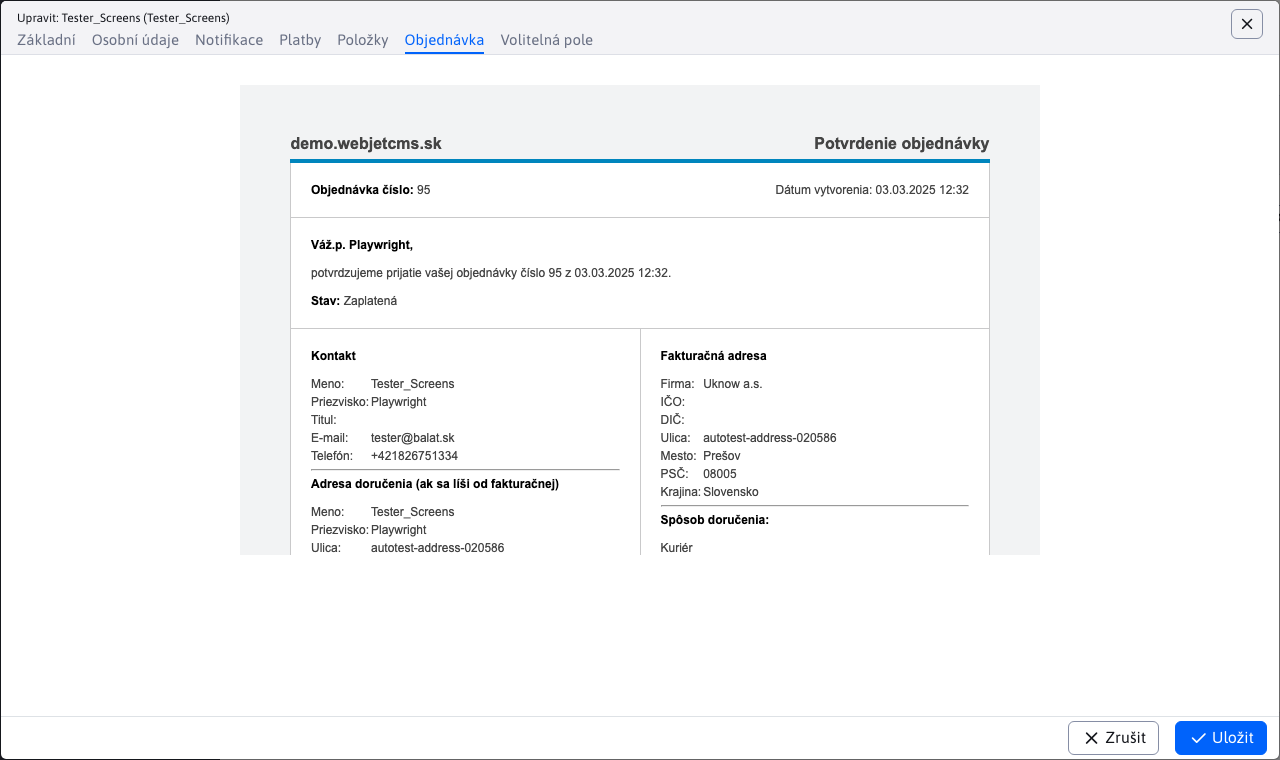 Upravit: Tester_Screens (Tester_Screens)
Základní Osobní údaje Notifikace Platby Položky Objednávka Volitelná pole
demo.webjetcms.sk Potvrdenie objednávky
Objednávka číslo: 95 Dátum vytvorenia: 03.03.2025 12:32
Váž.p. Playwright,
potvrdzujeme prijatie vašej objednávky číslo 95 z 03.03.2025 12:32.
Stav: Zaplatená
Kontakt
Meno: Tester_Screens
Priezvisko: Playwright
Titul:
E-mail: tester@balat.sk
Telefón: +421826751334
Adresa doručenia (ak sa líši od fakturačnej)
Meno: Tester_Screens
Priezvisko: Playwright
Ulica: autotest-address-020586
Fakturačná adresa
Firma: Uknow a.s.
IČO:
DIČ:
Ulica: autotest-address-020586
Mesto: Prešov
PSČ: 08005
Krajina: Slovensko
Spôsob doručenia:
Kuriér
Zrušit Uložit